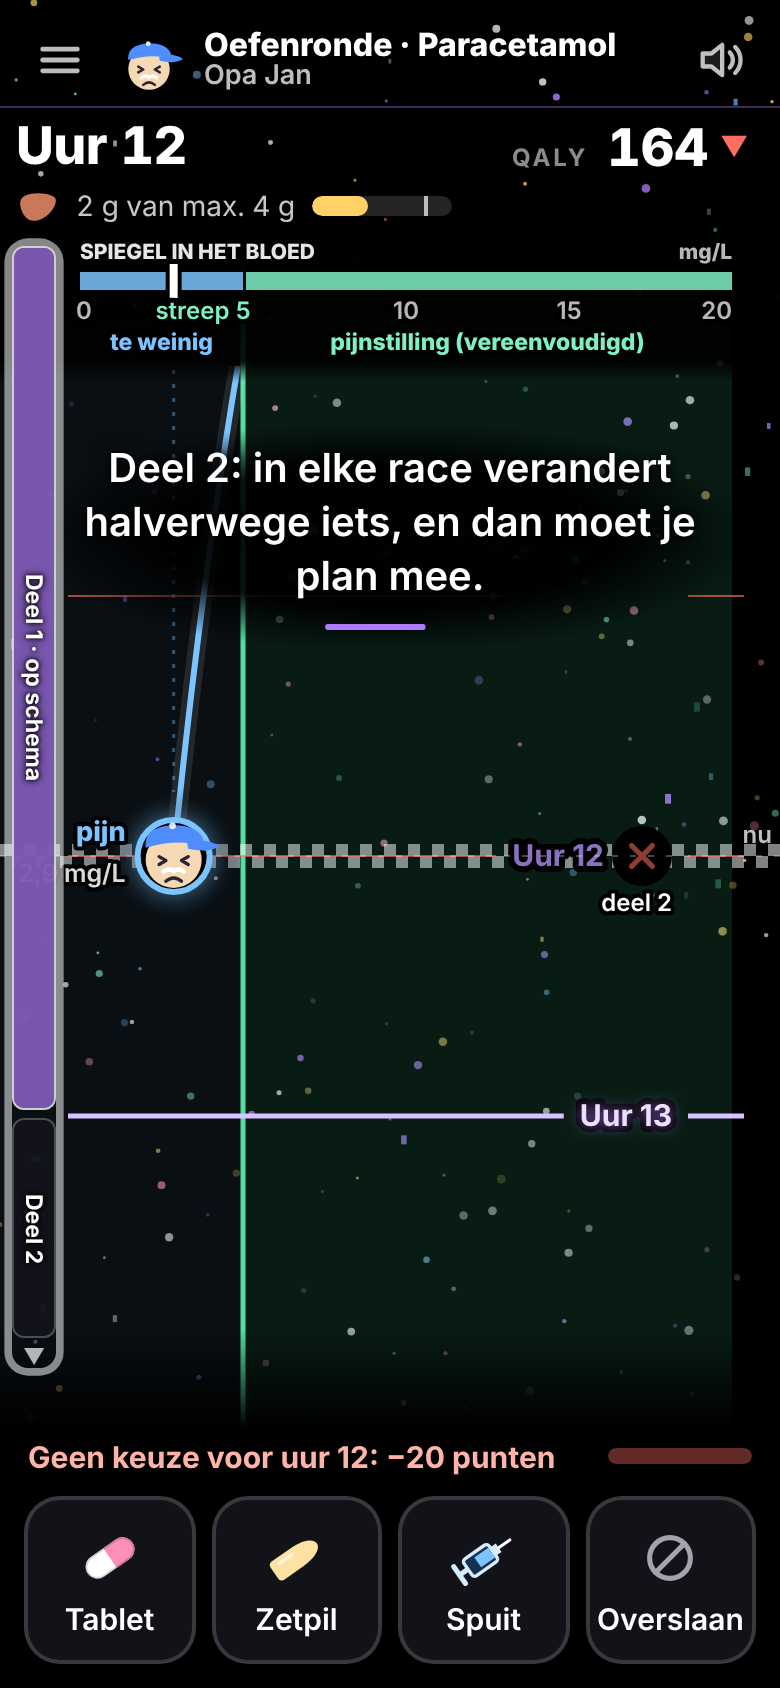 Oefenronde · Paracetamol
Opa Jan
Uur 12
QALY 164
2 g van max. 4 g
SPIEGEL IN HET BLOED mg/L
0 streep 5 10 15 20
te weinig pijnstilling (vereenvoudigd)
Deel 2: in elke race verandert
halverwege iets, en dan moet je
plan mee.
Deel 1 · op schema
pijn
2,9 mg/L
Uur 12
nu
deel 2
Uur 13
Deel 2
Geen keuze voor uur 12: −20 punten
Tablet
Zetpil
Spuit
Overslaan